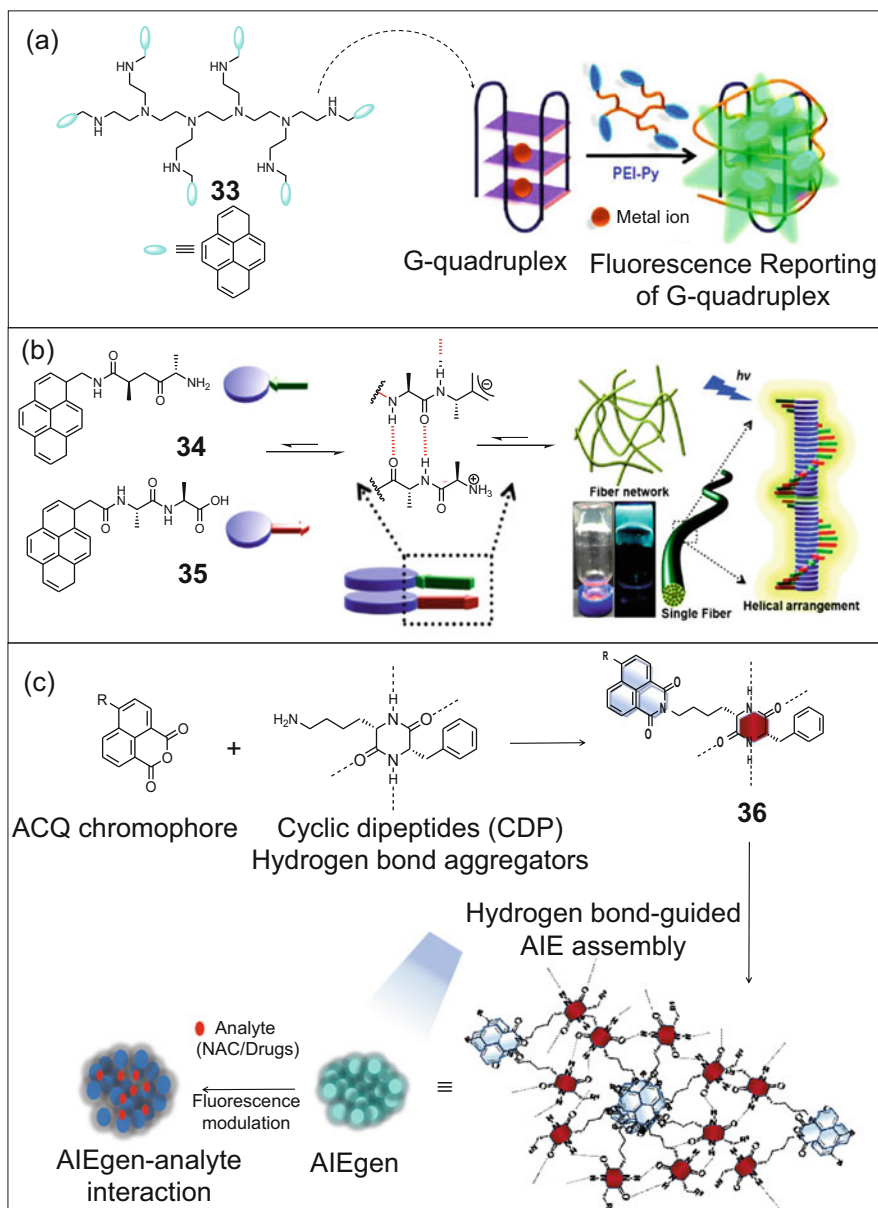 (a)
HN
NH
HN
N
N
N
N
N
H
HN
NH
33
≡
PEI-Py
Metal ion
G-quadruplex
Fluorescence Reporting
of G-quadruplex
(b)
O
N
H
O
NH₂
34
O
H
N
O
N
H
O
OH
35
H
N
N
H
O
⊖
O
H
N
O
⊕
NH₃
hν
Fiber network
Single Fiber
Helical arrangement
(c)
R
O
O
O
+
H₂N
H
N
O
O
N
H
R
O
N
O
H
N
O
O
N
H
36
ACQ chromophore
Cyclic dipeptides (CDP)
Hydrogen bond aggregators
Hydrogen bond-guided
AIE assembly
Analyte
(NAC/Drugs)
Fluorescence
modulation
≡
AIEgen-analyte
interaction
AIEgen